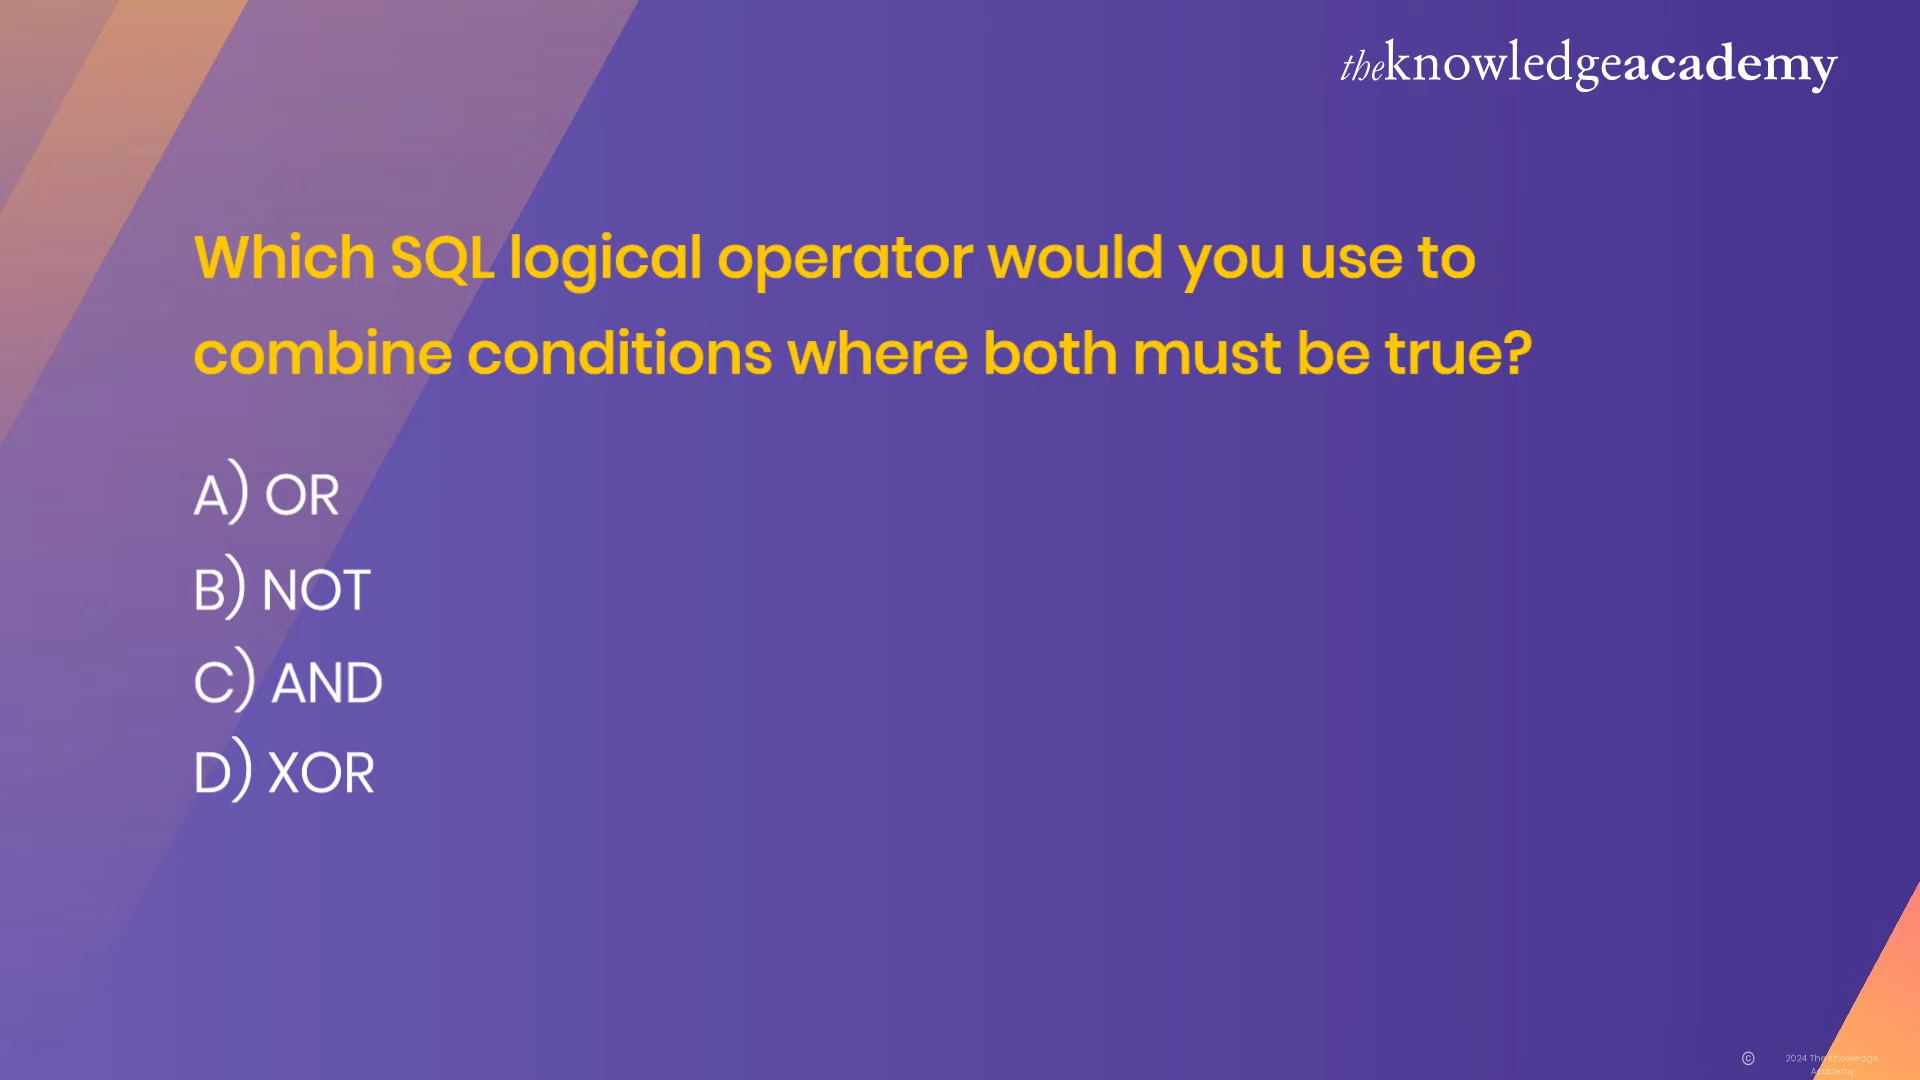 theknowledgeacademy
Which SQL logical operator would you use to
combine conditions where both must be true?
A) OR
B) NOT
C) AND
D) XOR
© 2024 The Knowledge
Academy